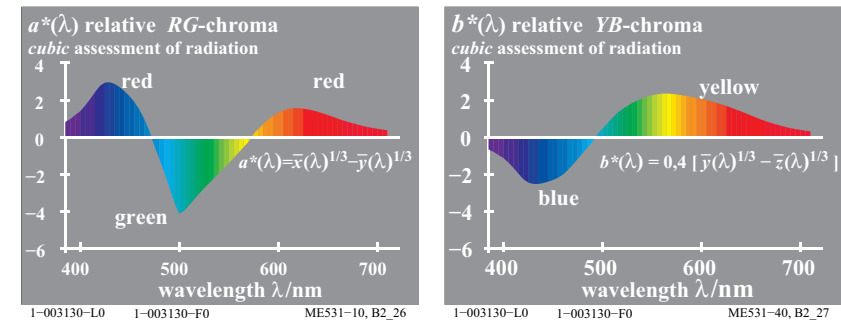 a*(λ) relative RG-chroma
cubic assessment of radiation
4
red
red
2
0
a*(λ)=x̅(λ)1/3−y̅(λ)1/3
−2
green
−4
−6
400
500
600
700
wavelength λ/nm
1−003130−L0
1−003130−F0
ME531−10, B2_26
b*(λ) relative YB-chroma
cubic assessment of radiation
4
yellow
2
0
b*(λ) = 0,4 [ y̅(λ)1/3 − z̅(λ)1/3 ]
−2
blue
−4
−6
400
500
600
700
wavelength λ/nm
1−003130−L0
1−003130−F0
ME531−40, B2_27